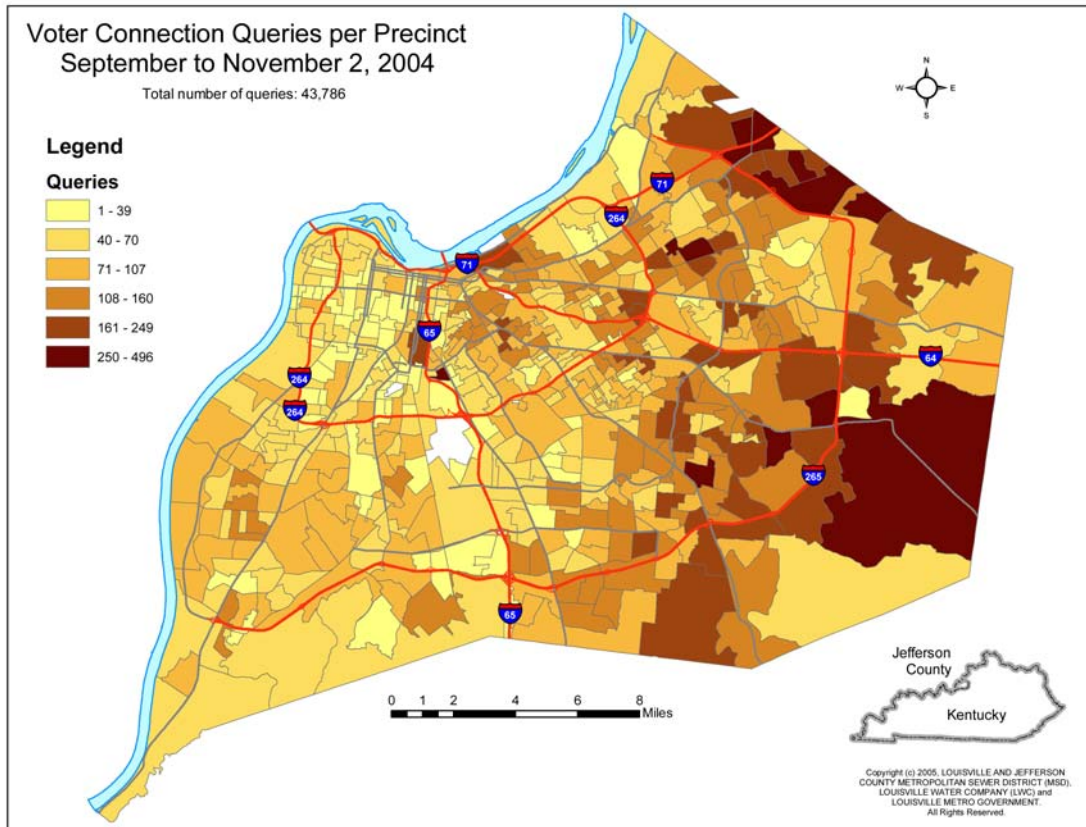 Voter Connection Queries per Precinct
September to November 2, 2004
Total number of queries: 43,786
N
W E
S
Legend
Queries
1 - 39
40 - 70
71 - 107
108 - 160
161 - 249
250 - 496
71
264
71
65
64
264
264
265
65
0 1 2 4 6 8
Miles
Jefferson
County
Kentucky
Copyright (c) 2005, LOUISVILLE AND JEFFERSON
COUNTY METROPOLITAN SEWER DISTRICT (MSD),
LOUISVILLE WATER COMPANY (LWC) and
LOUISVILLE METRO GOVERNMENT.
All Rights Reserved.